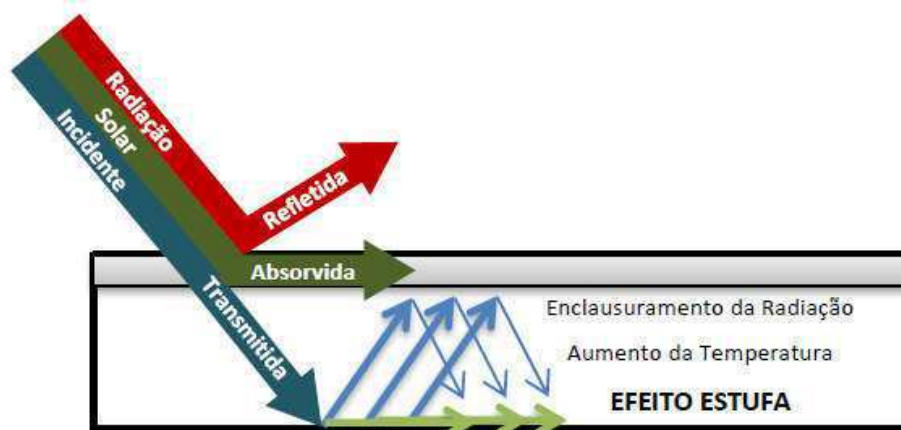 Radiação
Solar
Incidente
Refletida
Absorvida
Transmitida
Enclausuramento da Radiação
Aumento da Temperatura
EFEITO ESTUFA